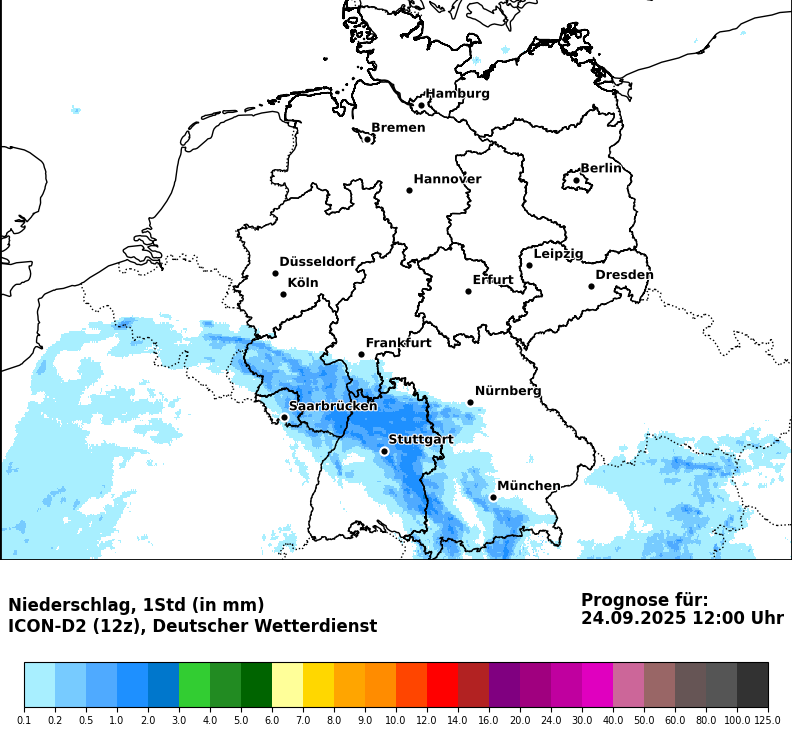 Hamburg
Bremen
Berlin
Hannover
Leipzig
Düsseldorf
Köln
Erfurt
Dresden
Frankfurt
Nürnberg
Saarbrücken
Stuttgart
München
Niederschlag, 1Std (in mm)
ICON-D2 (12z), Deutscher Wetterdienst
Prognose für:
24.09.2025 12:00 Uhr
0.1 0.2 0.5 1.0 2.0 3.0 4.0 5.0 6.0 7.0 8.0 9.0 10.0 12.0 14.0 16.0 20.0 24.0 30.0 40.0 50.0 60.0 80.0 100.0 125.0